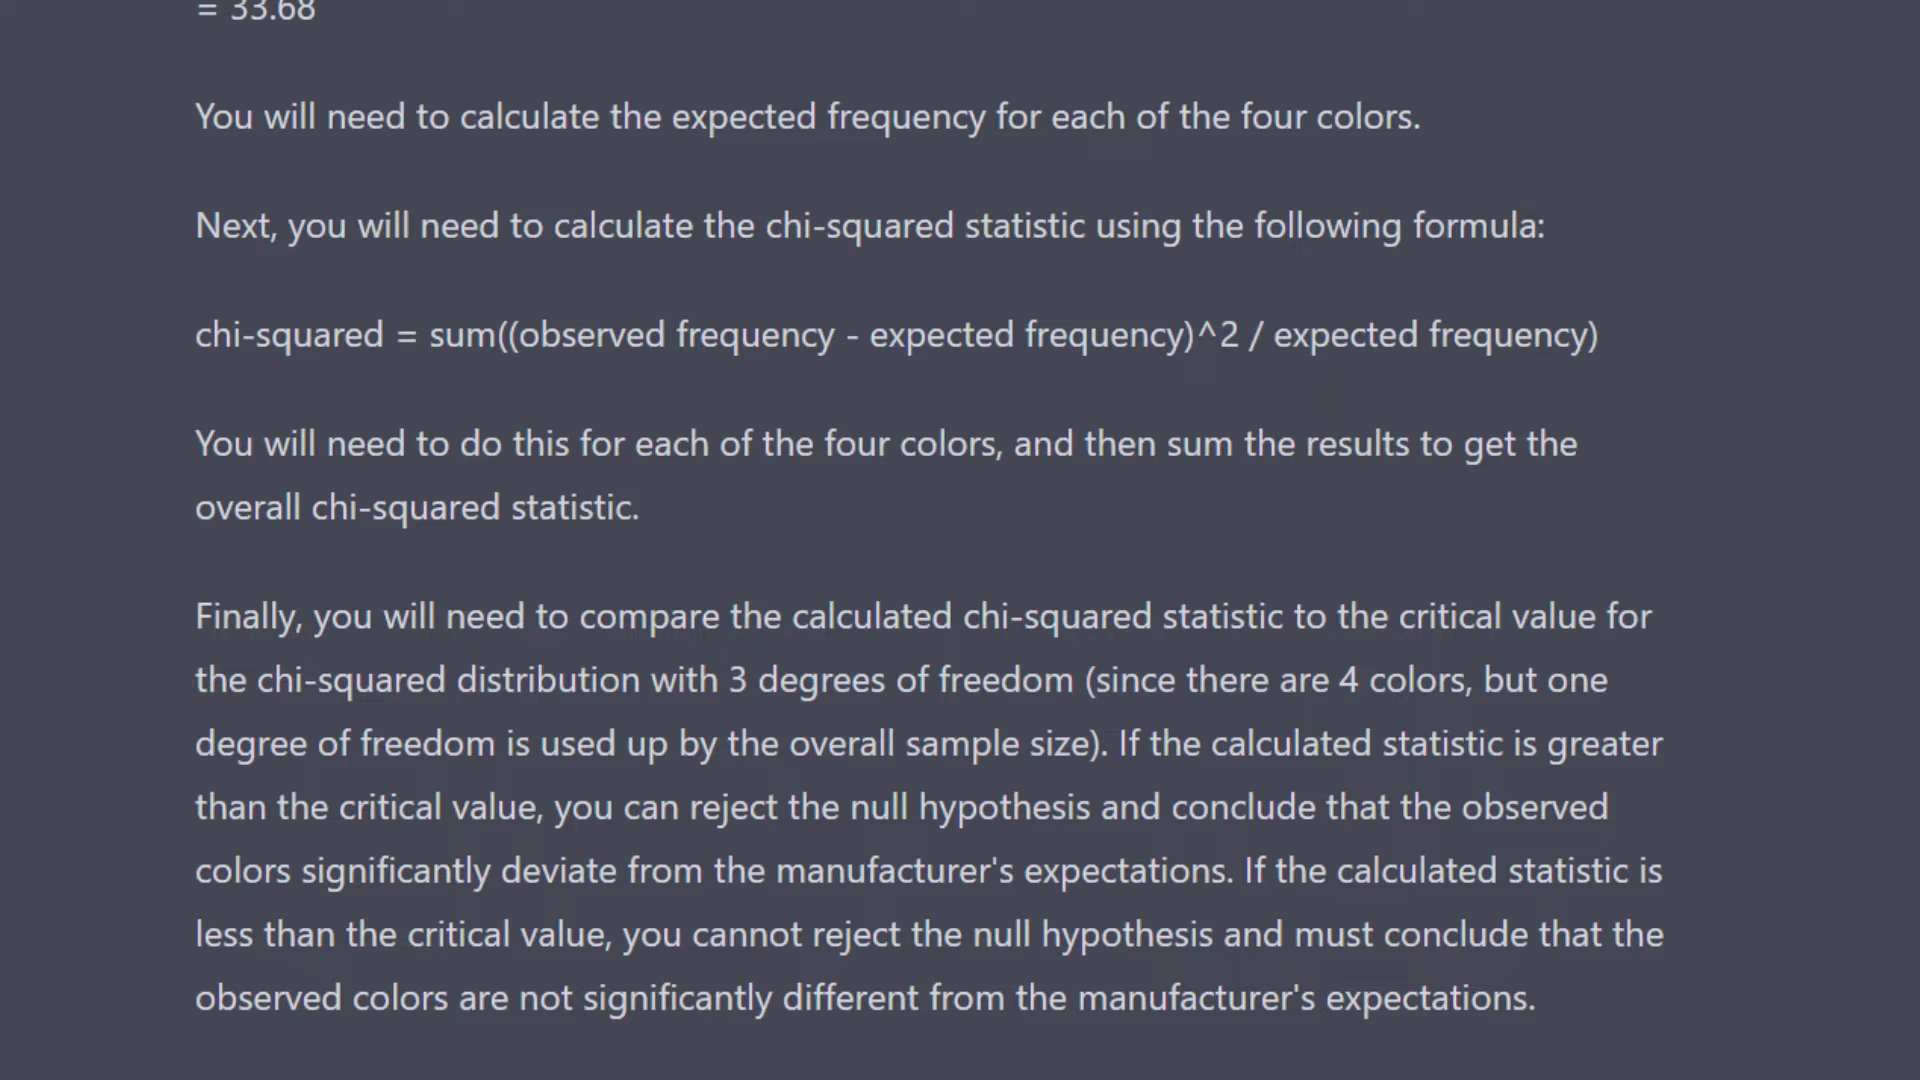 = 33.68
You will need to calculate the expected frequency for each of the four colors.
Next, you will need to calculate the chi-squared statistic using the following formula:
chi-squared = sum((observed frequency - expected frequency)^2 / expected frequency)
You will need to do this for each of the four colors, and then sum the results to get the
overall chi-squared statistic.
Finally, you will need to compare the calculated chi-squared statistic to the critical value for
the chi-squared distribution with 3 degrees of freedom (since there are 4 colors, but one
degree of freedom is used up by the overall sample size). If the calculated statistic is greater
than the critical value, you can reject the null hypothesis and conclude that the observed
colors significantly deviate from the manufacturer's expectations. If the calculated statistic is
less than the critical value, you cannot reject the null hypothesis and must conclude that the
observed colors are not significantly different from the manufacturer's expectations.